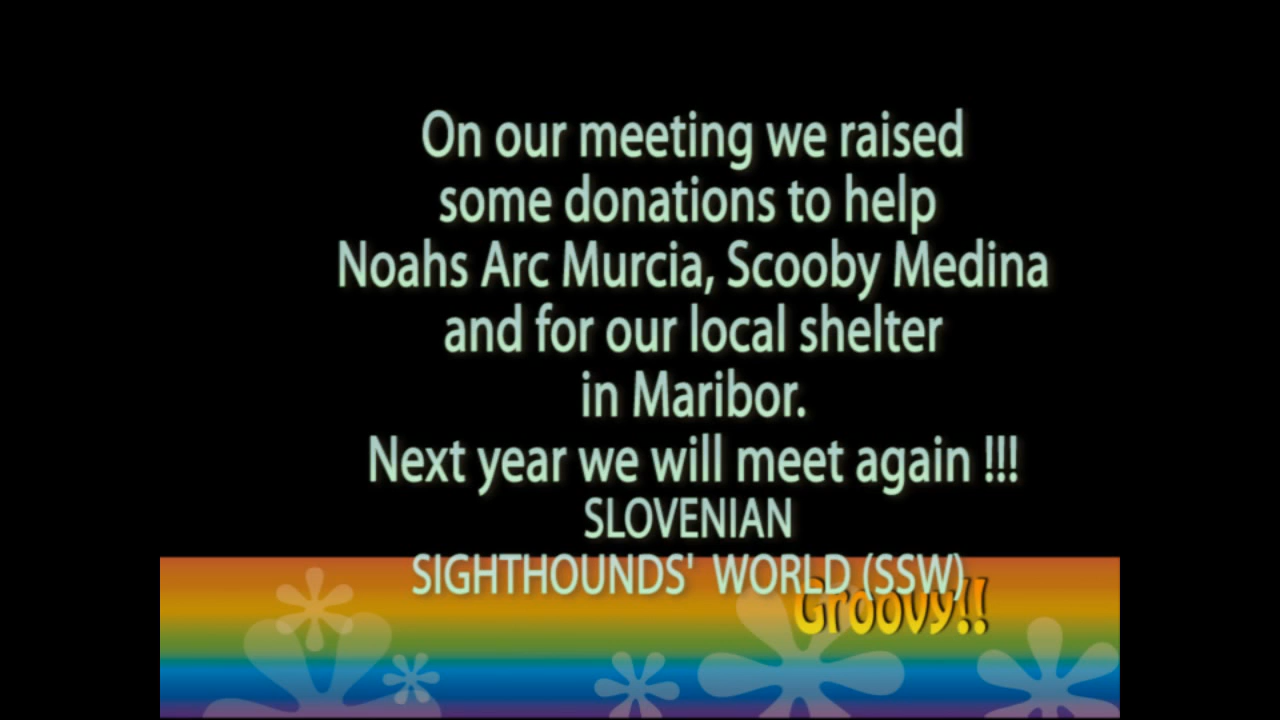 On our meeting we raised
some donations to help
Noahs Arc Murcia, Scooby Medina
and for our local shelter
in Maribor.
Next year we will meet again !!!
SLOVENIAN
SIGHTHOUNDS' WORLD (SSW)
Groovy!!